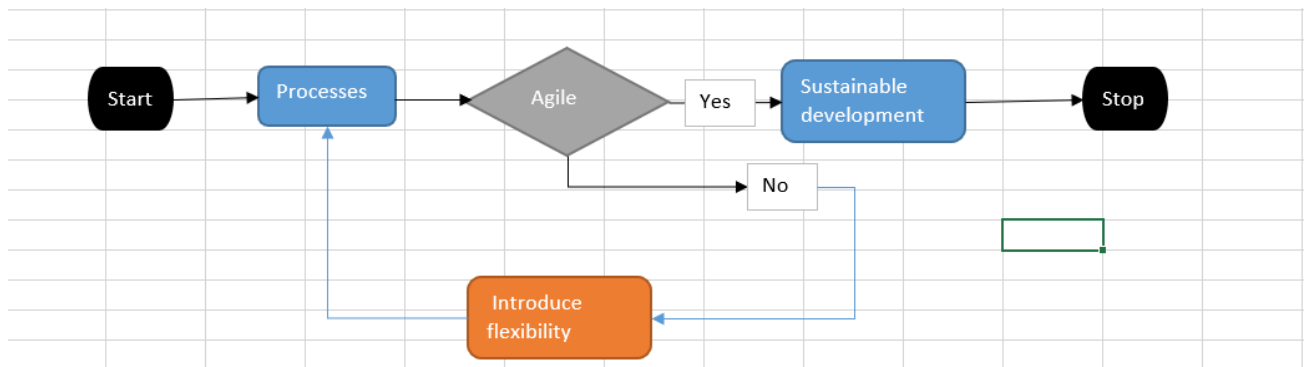 Start
Processes
Agile
Yes
Sustainable
development
Stop
No
Introduce
flexibility